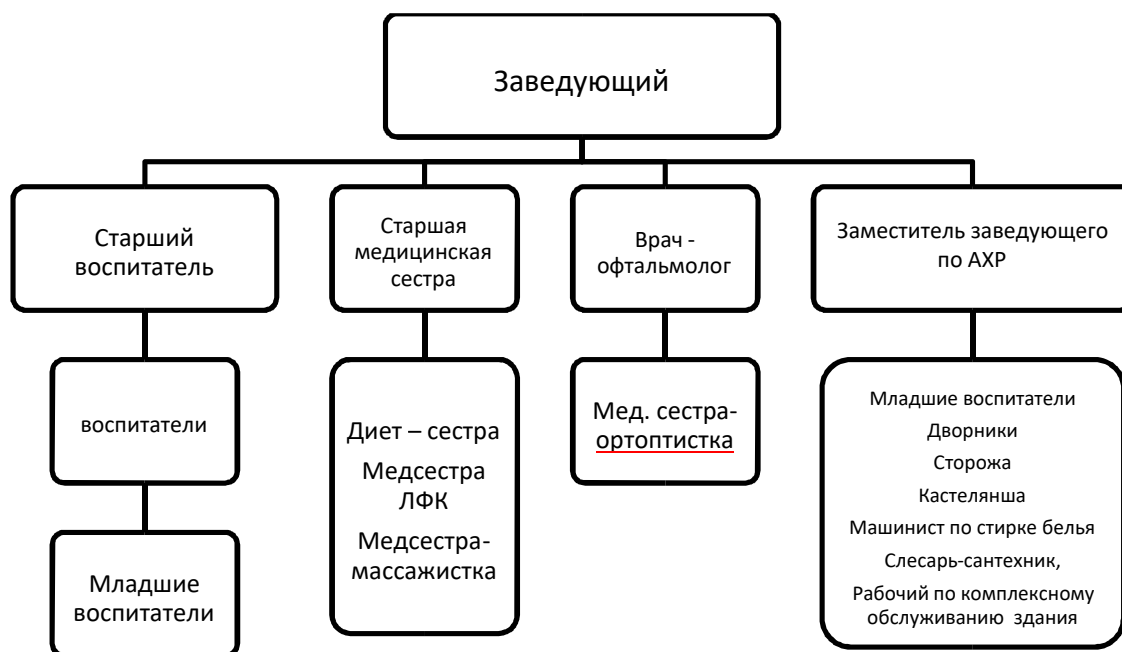 Заведующий
Старший
воспитатель
Старшая
медицинская
сестра
Врач -
офтальмолог
Заместитель заведующего
по АХР
воспитатели
Младшие
воспитатели
Диет – сестра
Медсестра
ЛФК
Медсестра-
массажистка
Мед. сестра-
ортоптистка
Младшие воспитатели
Дворники
Сторожа
Кастелянша
Машинист по стирке белья
Слесарь-сантехник,
Рабочий по комплексному
обслуживанию здания